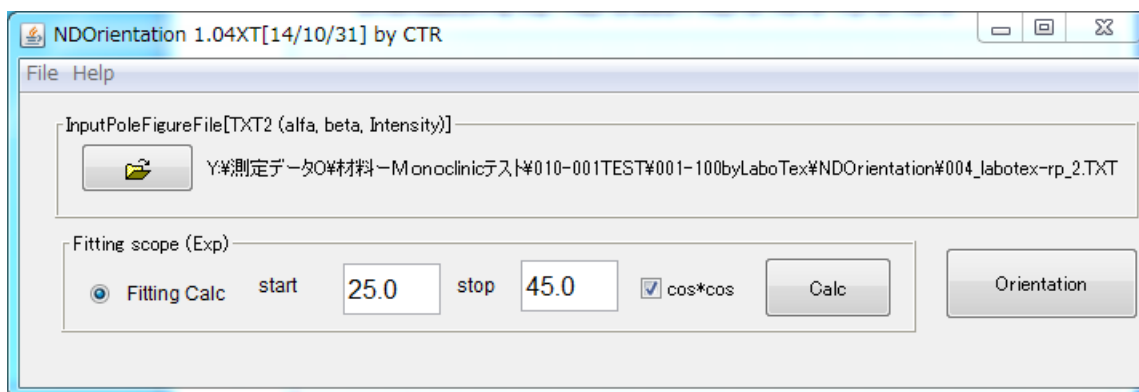 NDOrientation 1.04XT[14/10/31] by CTR
File Help
InputPoleFigureFile[TXT2 (alfa, beta, Intensity)]
Y:¥測定データO¥材料ーMonoclinicテスト¥010-001TEST¥001-100byLaboTex¥NDOrientation¥004_labotex-rp_2.TXT
Fitting scope (Exp)
Fitting Calc start 25.0 stop 45.0 cos*cos Calc Orientation